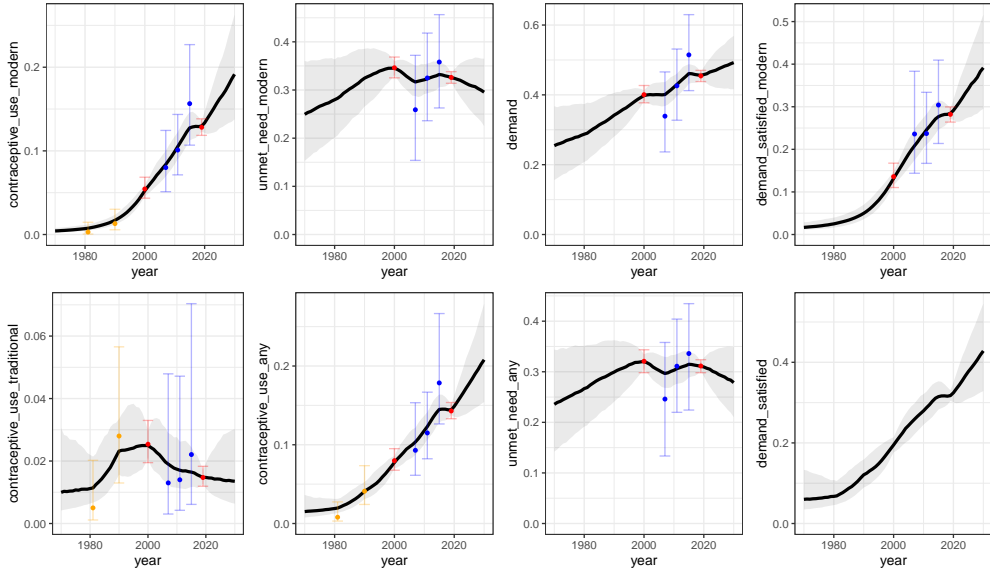 contraceptive_use_modern
0.2
0.1
0.0
1980 2000 2020
year
unmet_need_modern
0.4
0.3
0.2
0.1
0.0
1980 2000 2020
year
demand
0.6
0.4
0.2
0.0
1980 2000 2020
year
demand_satisfied_modern
0.5
0.4
0.3
0.2
0.1
0.0
1980 2000 2020
year
contraceptive_use_traditional
0.06
0.04
0.02
0.00
1980 2000 2020
year
contraceptive_use_any
0.2
0.1
0.0
1980 2000 2020
year
unmet_need_any
0.4
0.3
0.2
0.1
0.0
1980 2000 2020
year
demand_satisfied
0.4
0.2
0.0
1980 2000 2020
year